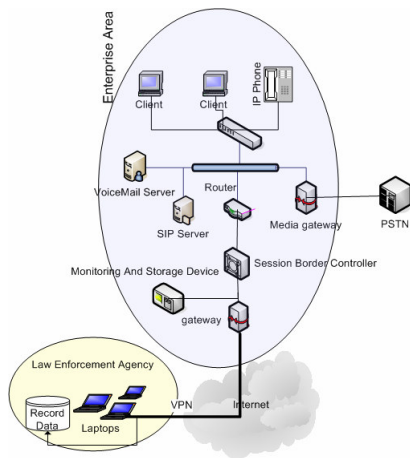 Enterprise Area
Client
Client
IP Phone
VoiceMail Server
Router
SIP Server
Media gateway
PSTN
Monitoring And Storage Device
Session Border Controller
gateway
Law Enforcement Agency
VPN
Internet
Record
Data
Laptops